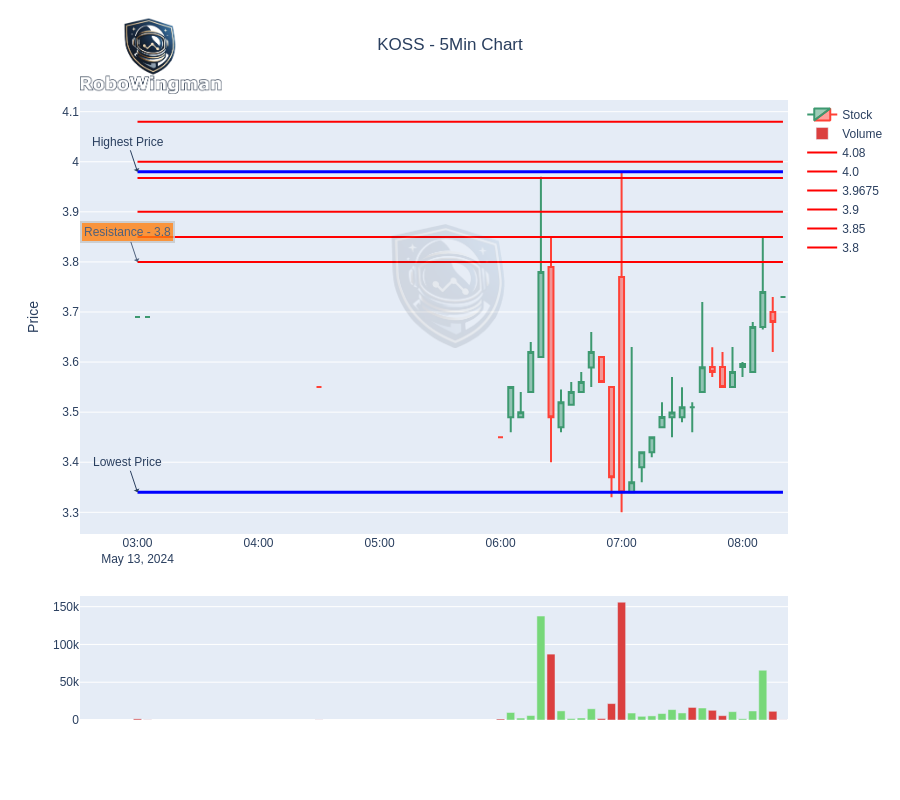 RoboWingman
KOSS - 5Min Chart
Price
4.1
4
3.9
3.8
3.7
3.6
3.5
3.4
3.3
Highest Price
Resistance - 3.8
Lowest Price
03:00
May 13, 2024
04:00
05:00
06:00
07:00
08:00
Stock
Volume
4.08
4.0
3.9675
3.9
3.85
3.8
150k
100k
50k
0